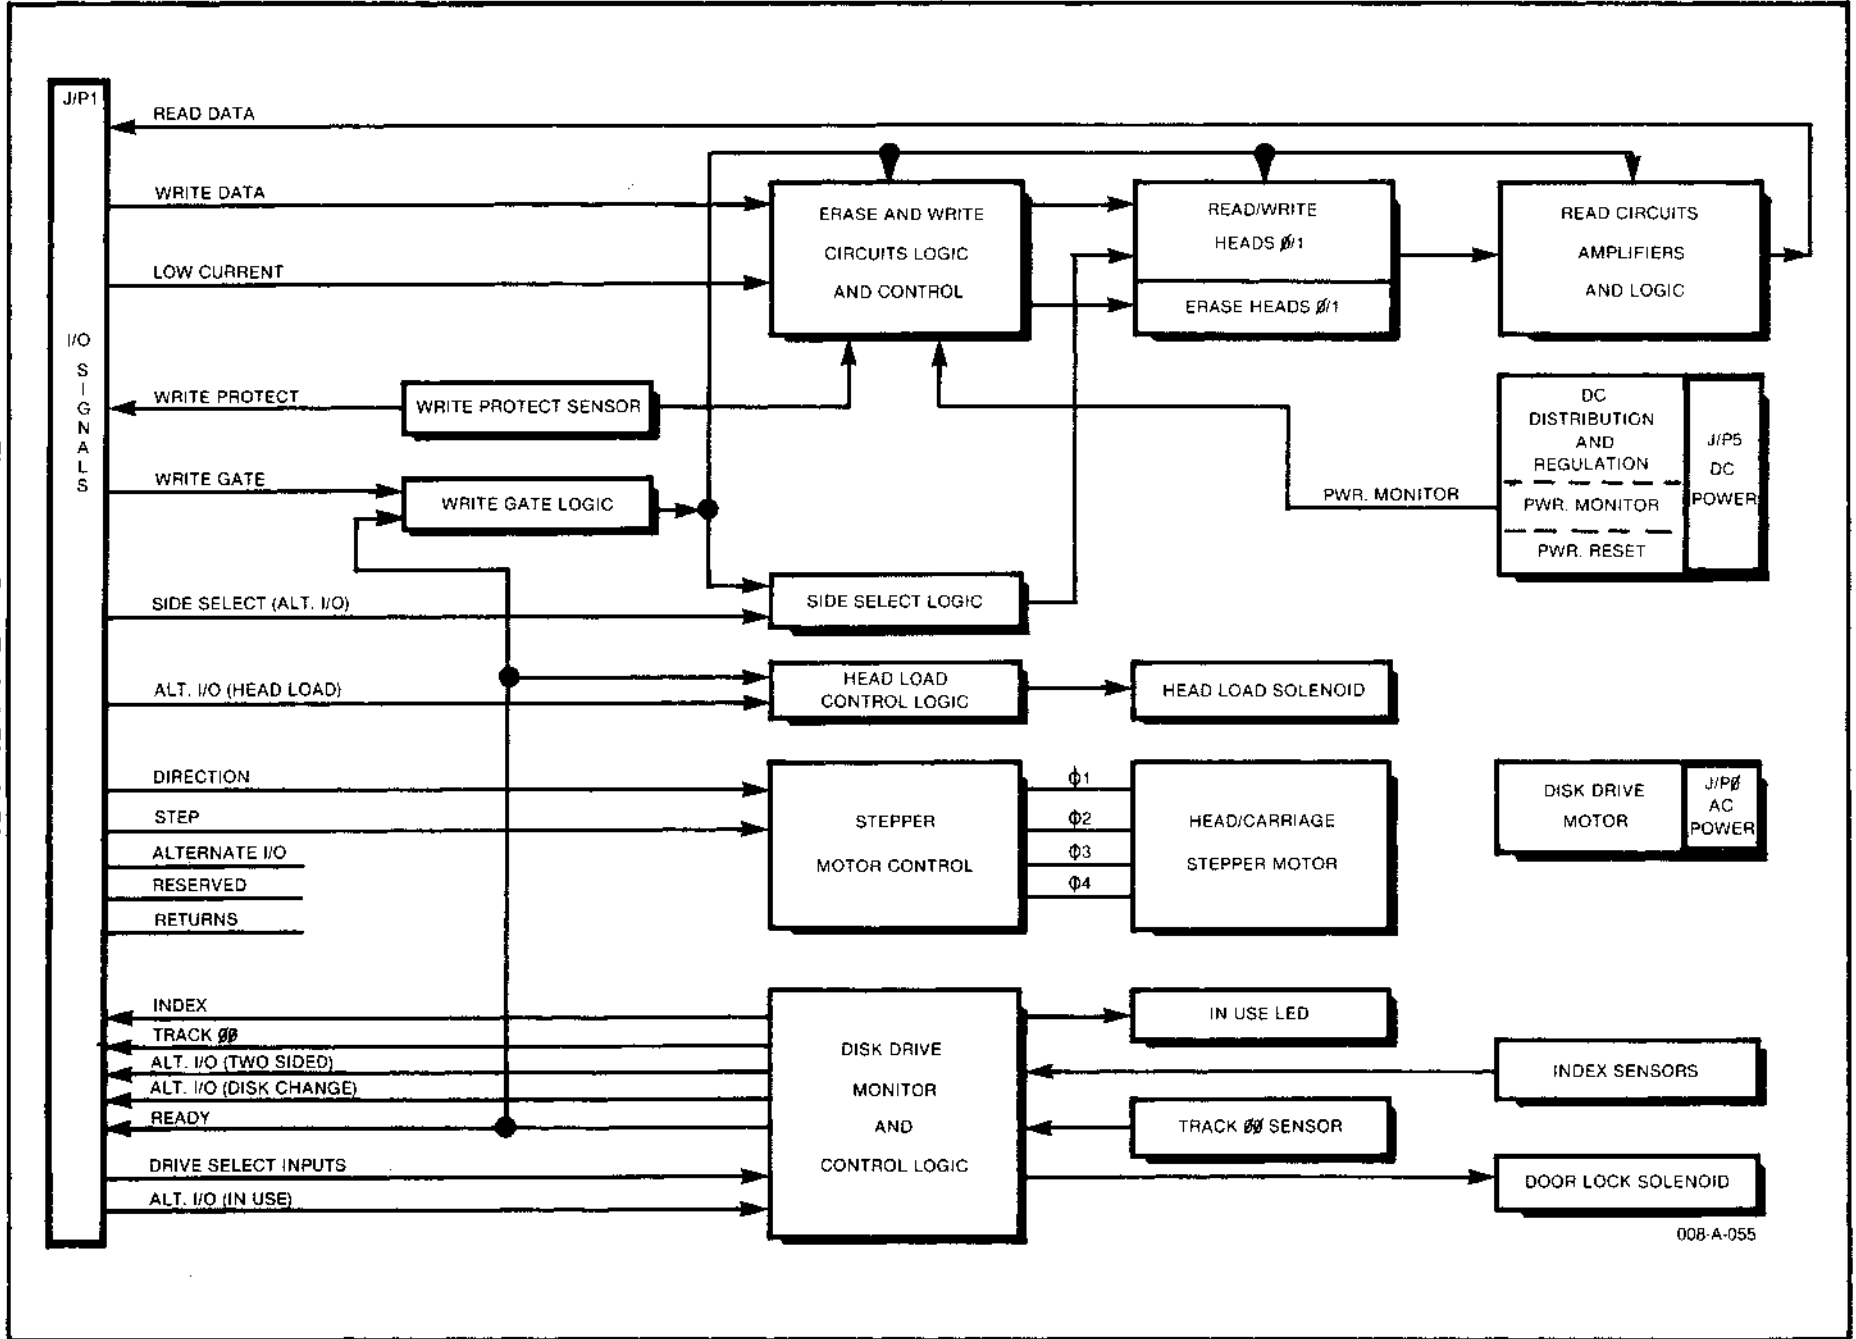 J/P1
I/O
SIGNALS
READ DATA
WRITE DATA
LOW CURRENT
WRITE PROTECT
WRITE GATE
SIDE SELECT (ALT. I/O)
ALT. I/O (HEAD LOAD)
DIRECTION
STEP
ALTERNATE I/O
RESERVED
RETURNS
INDEX
TRACK ØØ
ALT. I/O (TWO SIDED)
ALT. I/O (DISK CHANGE)
READY
DRIVE SELECT INPUTS
ALT. I/O (IN USE)
ERASE AND WRITE
CIRCUITS LOGIC
AND CONTROL
READ/WRITE
HEADS Ø/1
ERASE HEADS Ø/1
READ CIRCUITS
AMPLIFIERS
AND LOGIC
WRITE PROTECT SENSOR
WRITE GATE LOGIC
PWR. MONITOR
DC
DISTRIBUTION
AND
REGULATION
PWR. MONITOR
PWR. RESET
J/P5
DC
POWER
SIDE SELECT LOGIC
HEAD LOAD
CONTROL LOGIC
HEAD LOAD SOLENOID
STEPPER
MOTOR CONTROL
Φ1
Φ2
Φ3
Φ4
HEAD/CARRIAGE
STEPPER MOTOR
DISK DRIVE
MOTOR
J/PØ
AC
POWER
DISK DRIVE
MONITOR
AND
CONTROL LOGIC
IN USE LED
INDEX SENSORS
TRACK ØØ SENSOR
DOOR LOCK SOLENOID
008-A-055